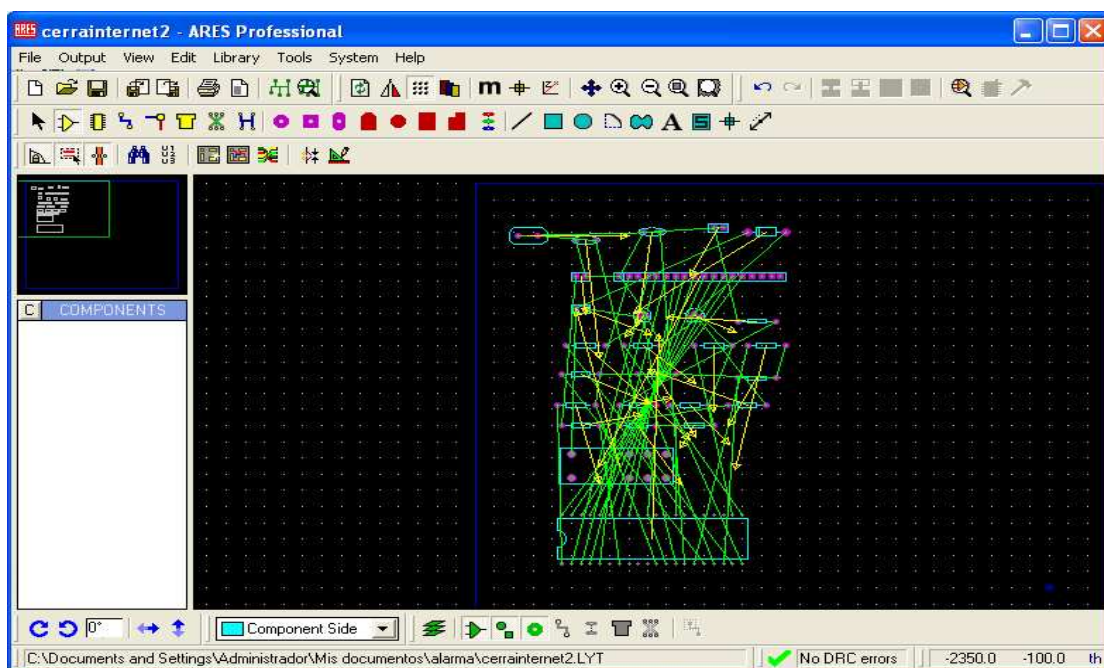 ARES cerrainternet2 - ARES Professional
File Output View Edit Library Tools System Help
C COMPONENTS
0° Component Side
C:\Documents and Settings\Administrador\Mis documentos\alarma\cerrainternet2.LYT No DRC errors -2350.0 -100.0 th